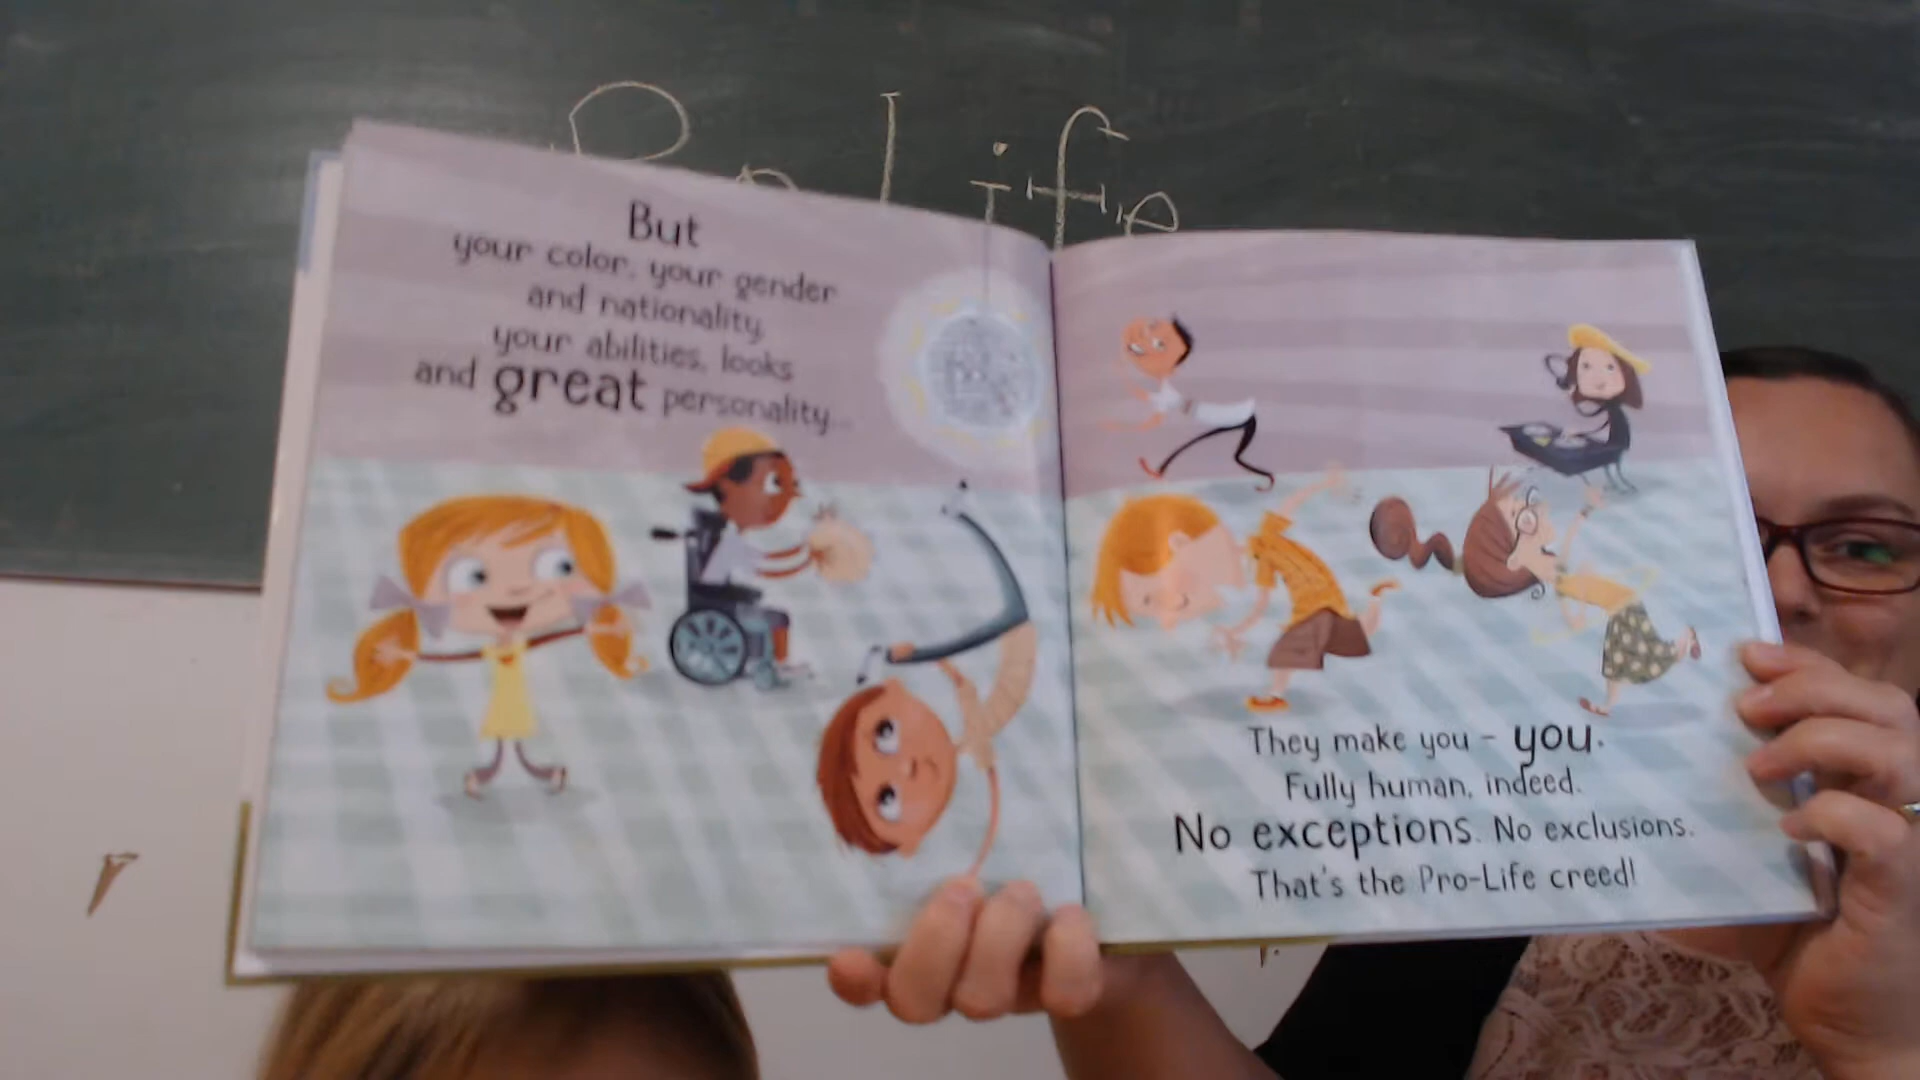 Life
But
your color, your gender
and nationality,
your abilities, looks
and great personality...
They make you – you.
Fully human, indeed.
No exceptions. No exclusions.
That's the Pro-Life creed!